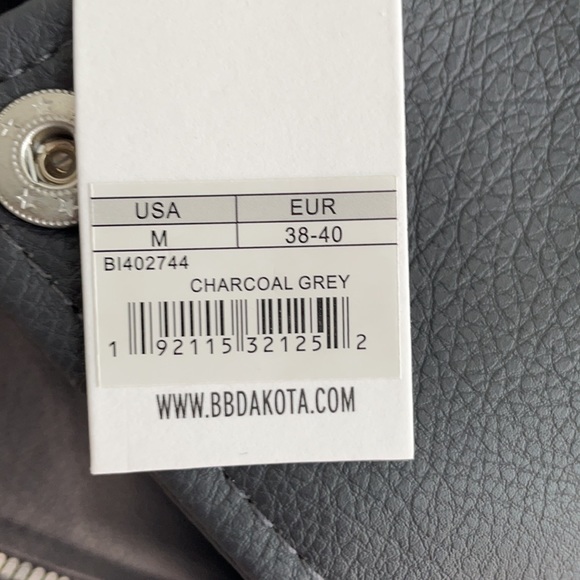 USA EUR
M 38-40
BI402744
CHARCOAL GREY
1 92115 32125 2
WWW.BBDAKOTA.COM